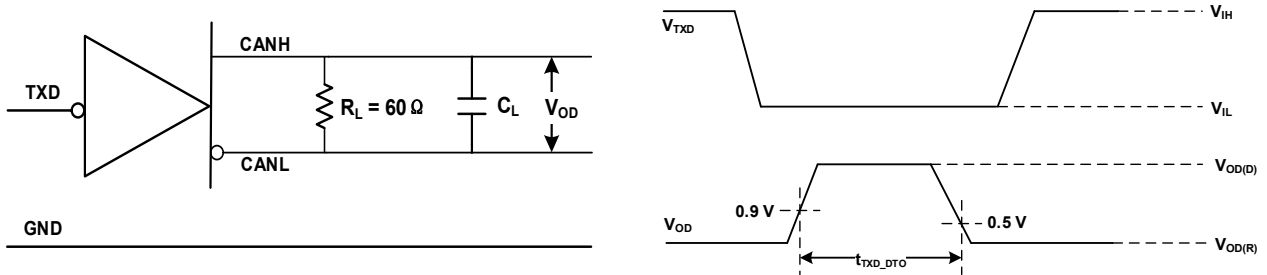 CANH
TXD
R_L = 60 Ω
C_L
V_OD
CANL
GND
V_TXD
V_IH
V_IL
V_OD(D)
0.9 V
0.5 V
V_OD
V_OD(R)
t_TXD_DTO